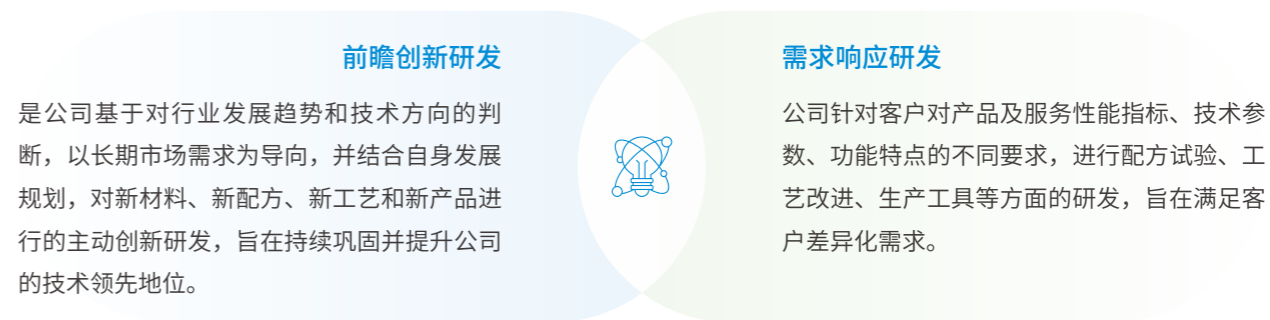 前瞻创新研发
是公司基于对行业发展趋势和技术方向的判
断，以长期市场需求为导向，并结合自身发展
规划，对新材料、新配方、新工艺和新产品进
行的主动创新研发，旨在持续巩固并提升公司
的技术领先地位。
需求响应研发
公司针对客户对产品及服务性能指标、技术参
数、功能特点的不同要求，进行配方试验、工
艺改进、生产工具等方面的研发，旨在满足客
户差异化需求。